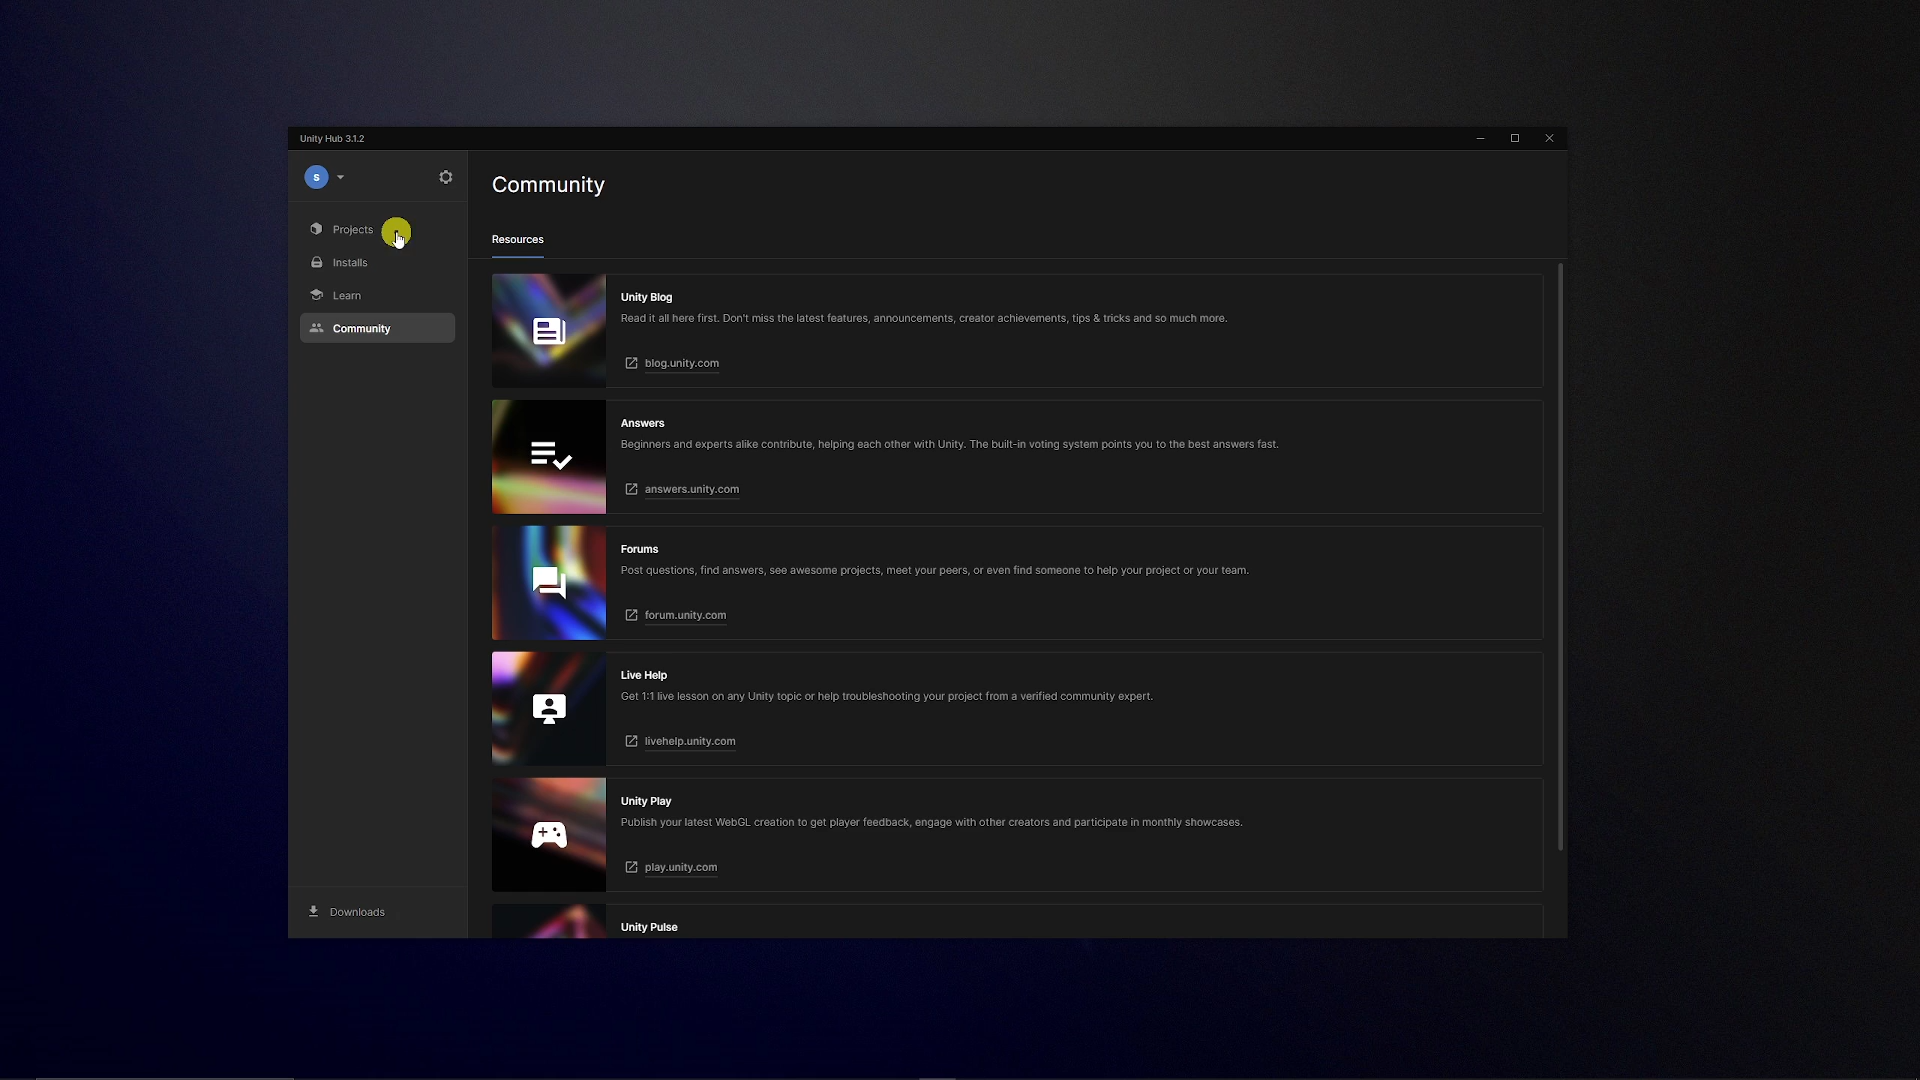 Unity Hub 3.1.2
S
Projects
Installs
Learn
Community
Downloads
Community
Resources
Unity Blog
Read it all here first. Don't miss the latest features, announcements, creator achievements, tips & tricks and so much more.
blog.unity.com
Answers
Beginners and experts alike contribute, helping each other with Unity. The built-in voting system points you to the best answers fast.
answers.unity.com
Forums
Post questions, find answers, see awesome projects, meet your peers, or even find someone to help your project or your team.
forum.unity.com
Live Help
Get 1:1 live lesson on any Unity topic or help troubleshooting your project from a verified community expert.
livehelp.unity.com
Unity Play
Publish your latest WebGL creation to get player feedback, engage with other creators and participate in monthly showcases.
play.unity.com
Unity Pulse